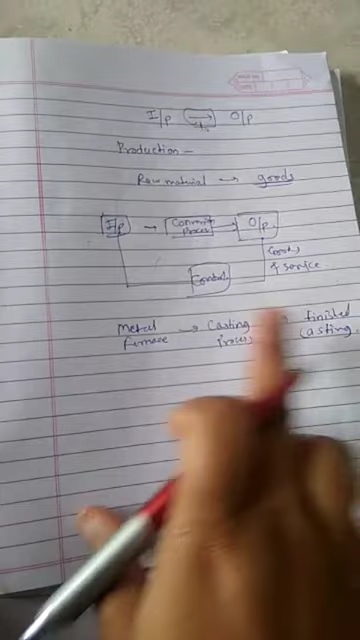 I/p → O/p
Production -
Raw material → goods
I/p → Conversion Process → O/p
Goods & Service
Control
Metal Furnace → Casting Process → finished Casting.